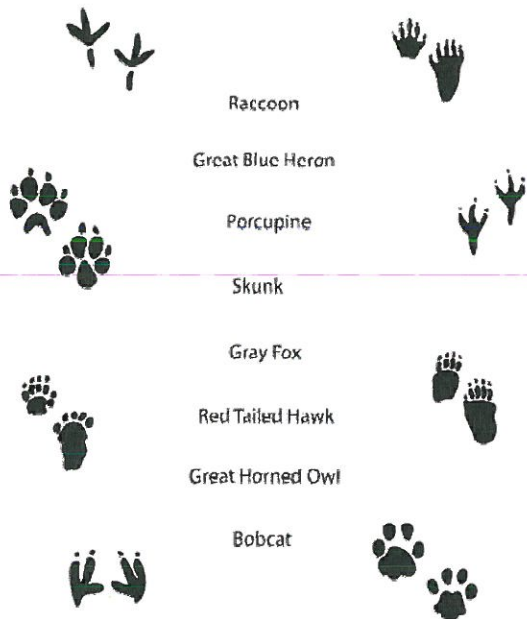 Raccoon
Great Blue Heron
Porcupine
Skunk
Gray Fox
Red Tailed Hawk
Great Horned Owl
Bobcat